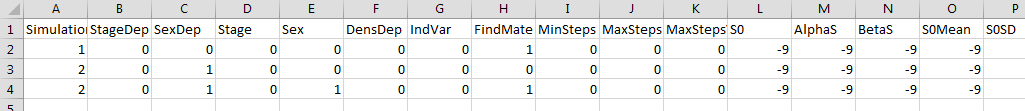 A B C D E F G H I J K L M N O P
1 Simulation StageDep SexDep Stage Sex DensDep IndVar FindMate MinSteps MaxSteps MaxSteps S0 AlphaS BetaS S0Mean S0SD
2 1 0 0 0 0 0 0 1 0 0 0 -9 -9 -9 -9
3 2 0 1 0 0 0 0 0 0 0 0 -9 -9 -9 -9
4 2 0 1 0 1 0 0 1 0 0 0 -9 -9 -9 -9
5